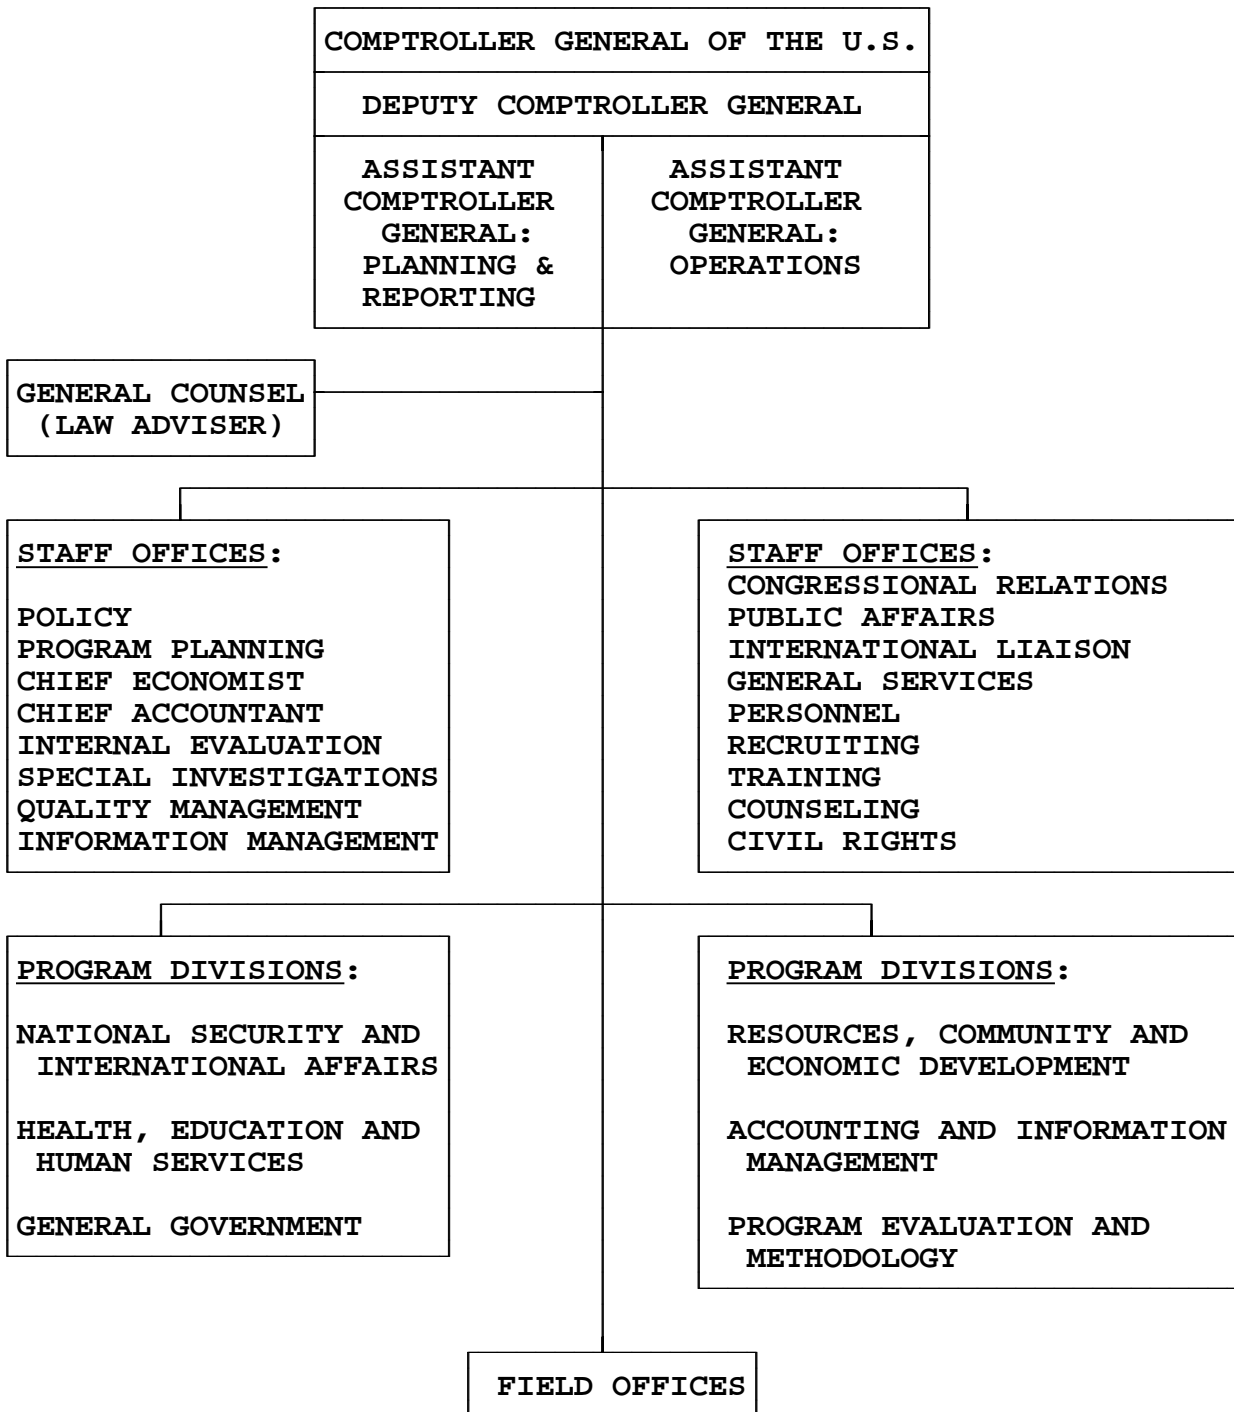 COMPTROLLER GENERAL OF THE U.S.
DEPUTY COMPTROLLER GENERAL
ASSISTANT
COMPTROLLER
GENERAL:
PLANNING &
REPORTING
ASSISTANT
COMPTROLLER
GENERAL:
OPERATIONS
GENERAL COUNSEL
(LAW ADVISER)
STAFF OFFICES:
POLICY
PROGRAM PLANNING
CHIEF ECONOMIST
CHIEF ACCOUNTANT
INTERNAL EVALUATION
SPECIAL INVESTIGATIONS
QUALITY MANAGEMENT
INFORMATION MANAGEMENT
STAFF OFFICES:
CONGRESSIONAL RELATIONS
PUBLIC AFFAIRS
INTERNATIONAL LIAISON
GENERAL SERVICES
PERSONNEL
RECRUITING
TRAINING
COUNSELING
CIVIL RIGHTS
PROGRAM DIVISIONS:
NATIONAL SECURITY AND
INTERNATIONAL AFFAIRS
HEALTH, EDUCATION AND
HUMAN SERVICES
GENERAL GOVERNMENT
PROGRAM DIVISIONS:
RESOURCES, COMMUNITY AND
ECONOMIC DEVELOPMENT
ACCOUNTING AND INFORMATION
MANAGEMENT
PROGRAM EVALUATION AND
METHODOLOGY
FIELD OFFICES